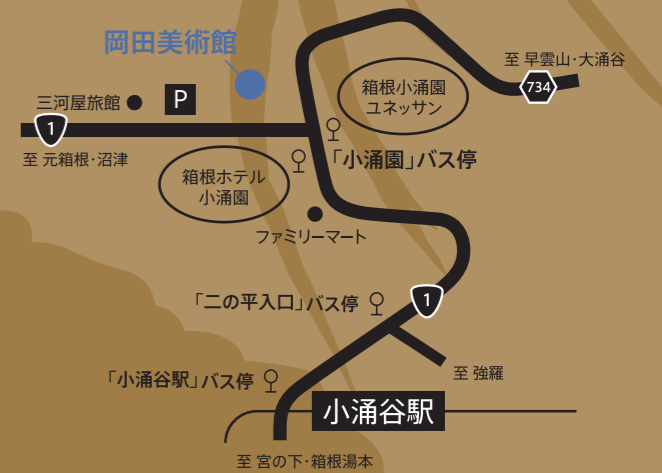 岡田美術館
至 早雲山・大涌谷
734
箱根小涌園
ユネッサン
三河屋旅館
P
1
至 元箱根・沼津
「小涌園」バス停
箱根ホテル
小涌園
ファミリーマート
「二の平入口」バス停
1
至 強羅
「小涌谷駅」バス停
小涌谷駅
至 宮の下・箱根湯本